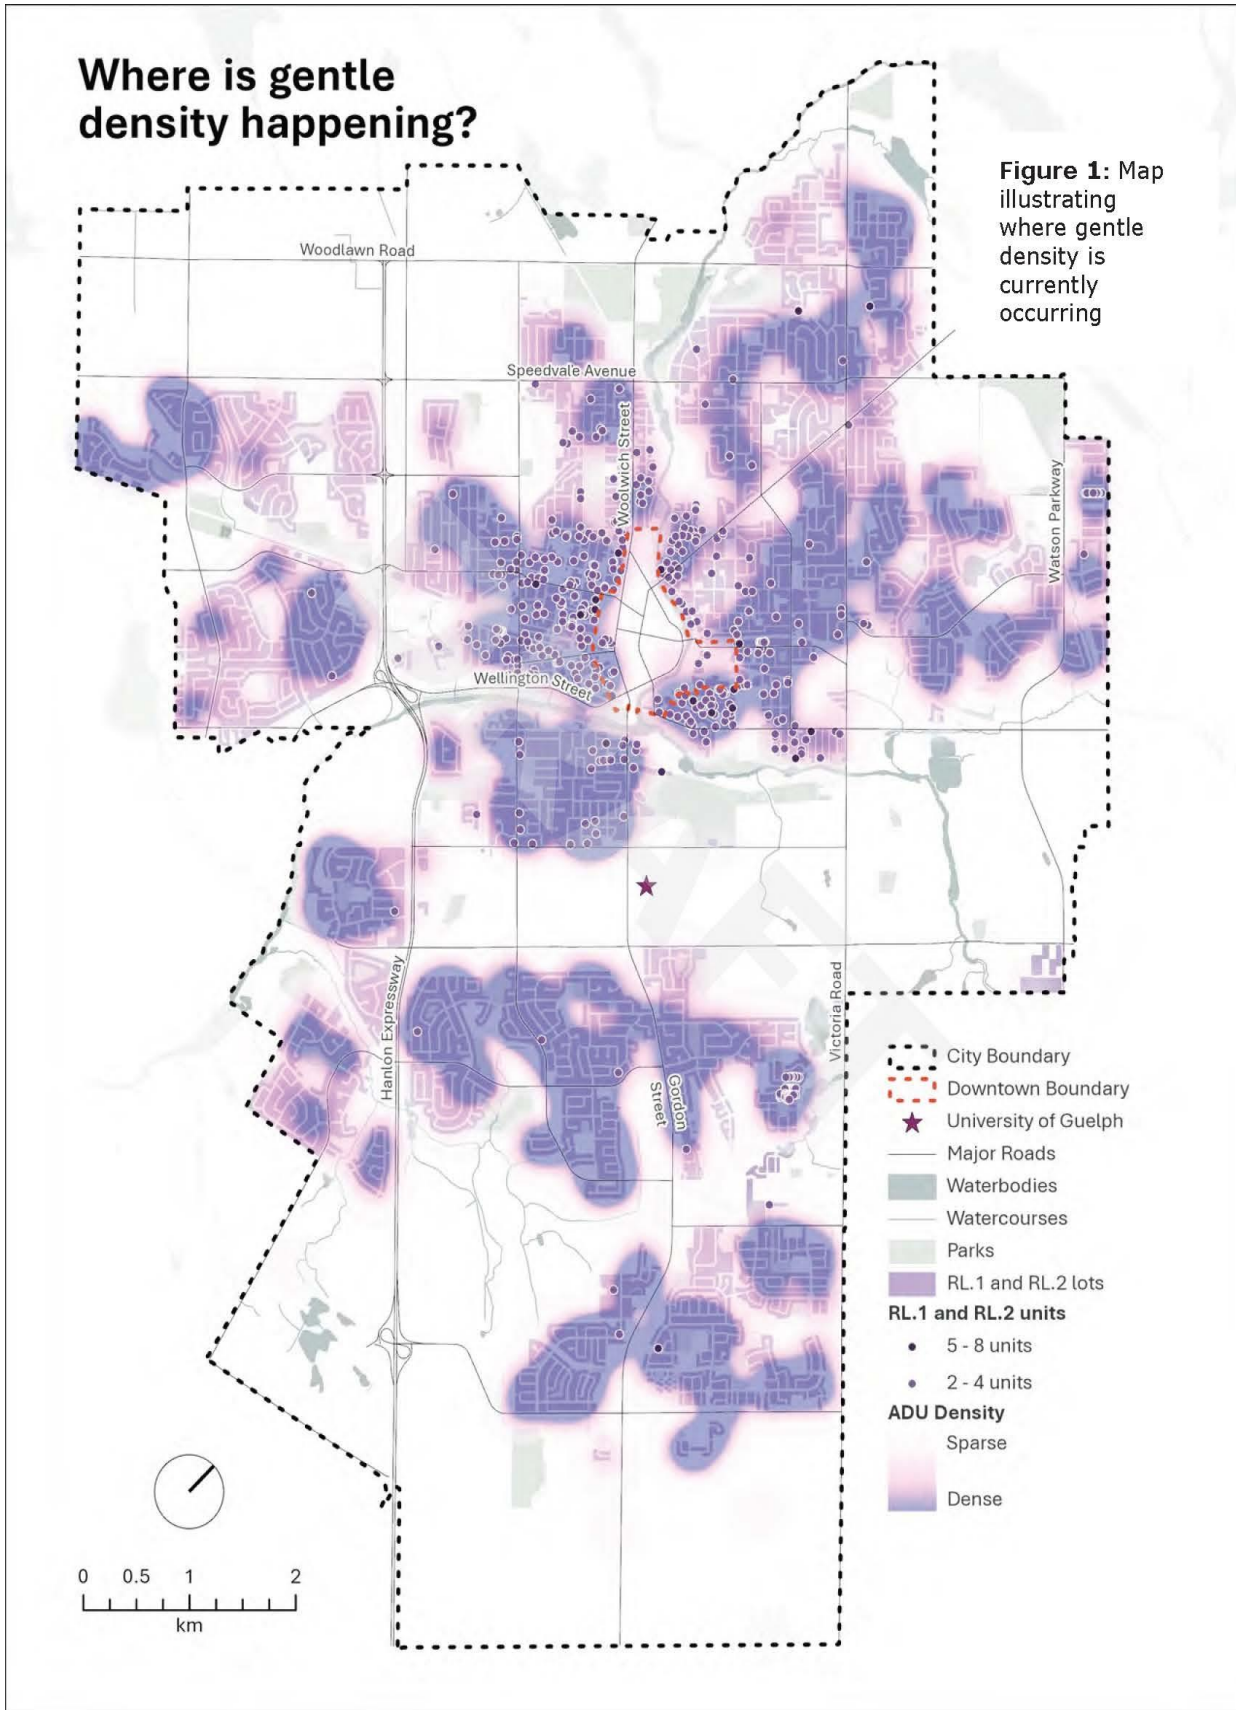 Where is gentle
density happening?
Figure 1: Map
illustrating
where gentle
density is
currently
occurring
Woodlawn Road
Speedvale Avenue
Woolwich Street
Watson Parkway
Wellington Street
Hanlon Expressway
Victoria Road
Gordon
Street
City Boundary
Downtown Boundary
University of Guelph
Major Roads
Waterbodies
Watercourses
Parks
RL.1 and RL.2 lots
RL.1 and RL.2 units
5 - 8 units
2 - 4 units
ADU Density
Sparse
Dense
0 0.5 1 2
km